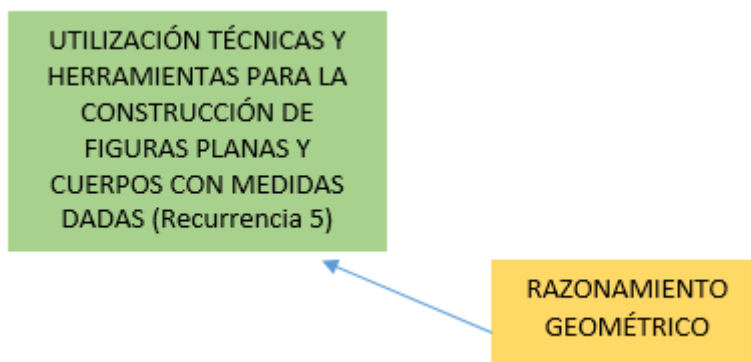 UTILIZACIÓN TÉCNICAS Y
HERRAMIENTAS PARA LA
CONSTRUCCIÓN DE
FIGURAS PLANAS Y
CUERPOS CON MEDIDAS
DADAS (Recurrencia 5)
RAZONAMIENTO
GEOMÉTRICO